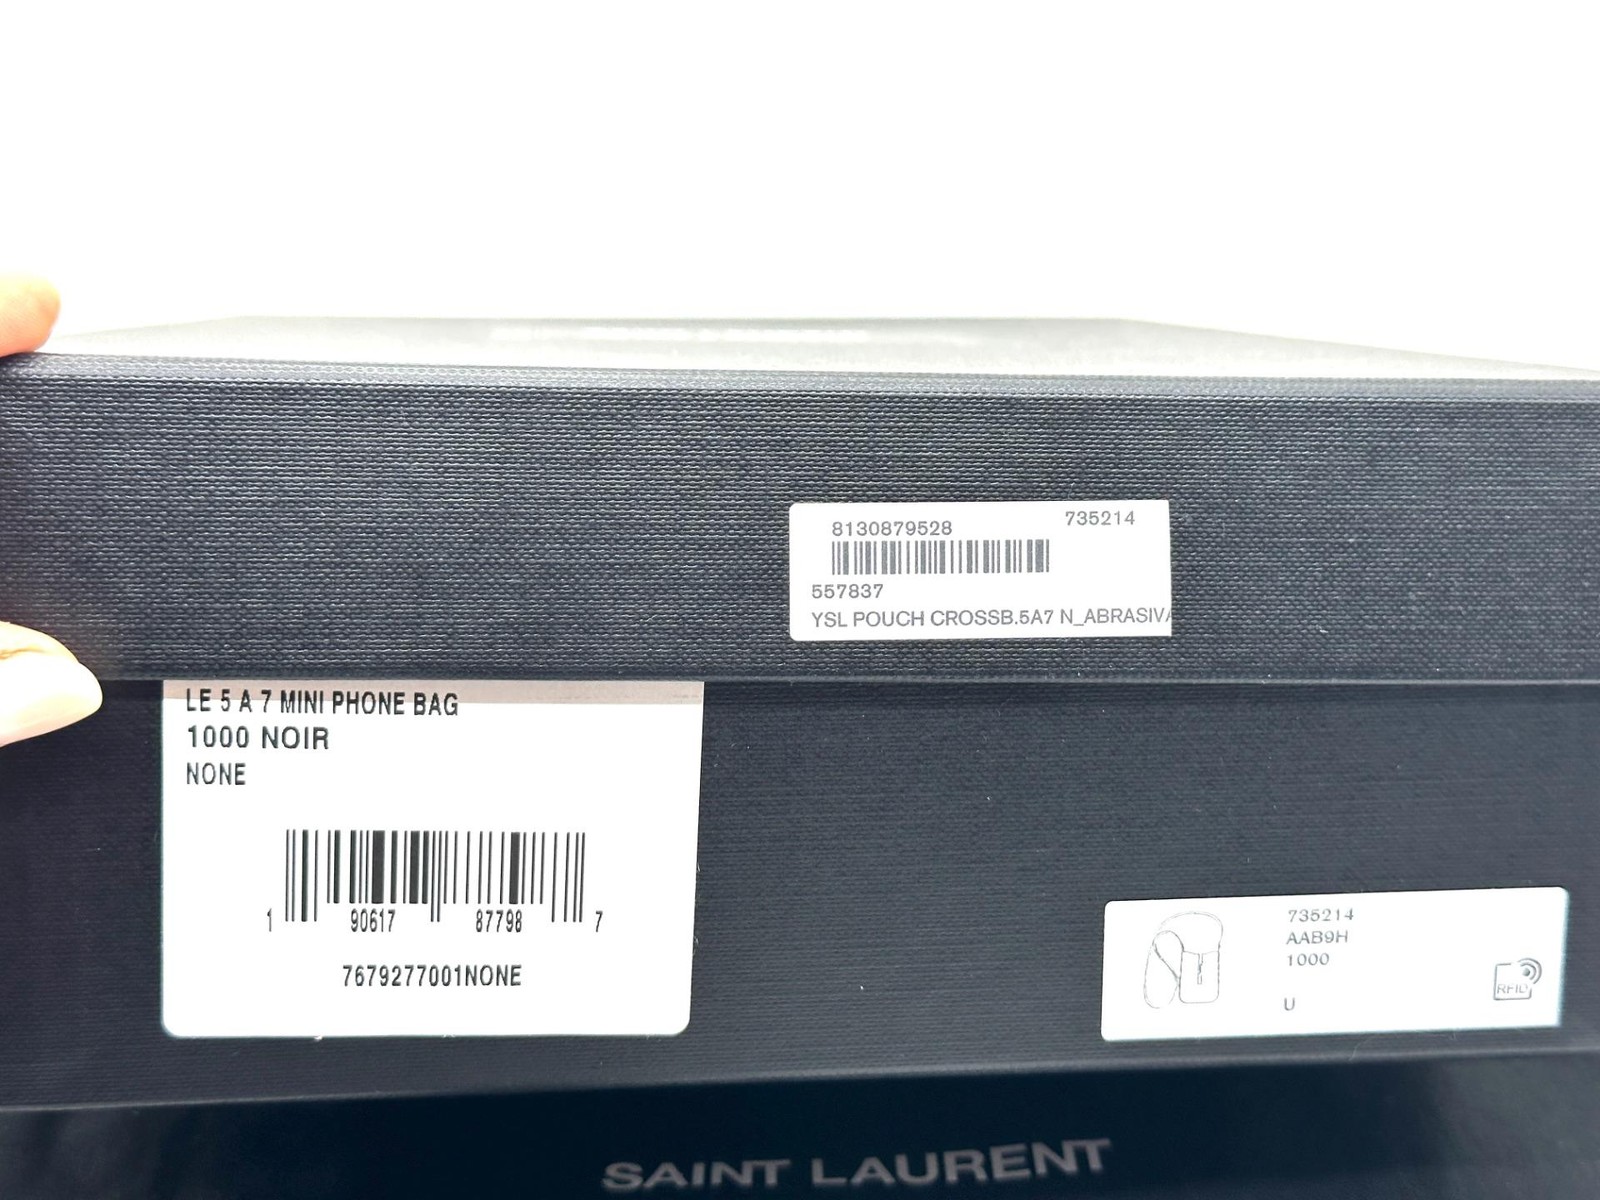 8130879528 735214
557837
YSL POUCH CROSSB.5A7 N_ABRASIV
LE 5 A 7 MINI PHONE BAG
1000 NOIR
NONE
1 90617 87798 7
7679277001NONE
735214
AAB9H
1000
U
RFID
SAINT LAURENT